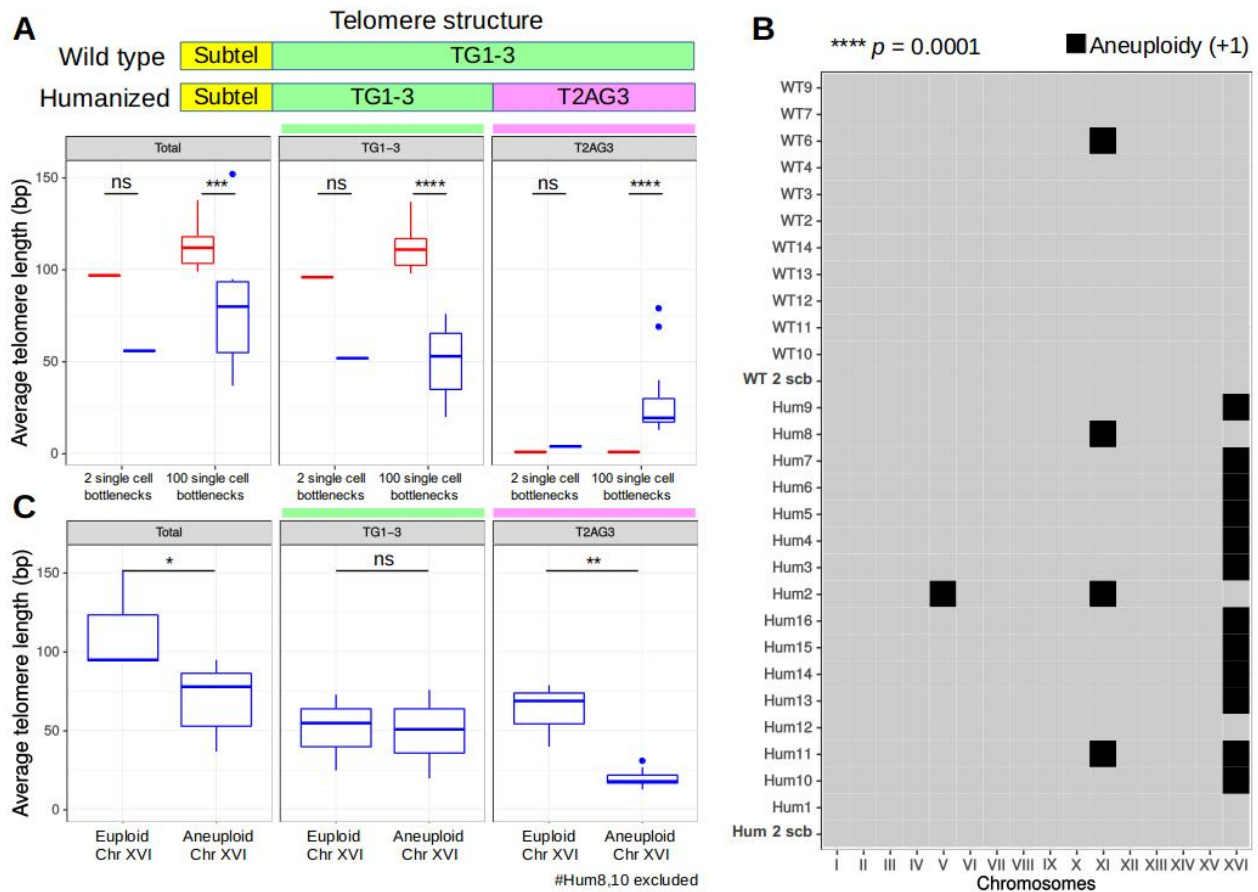 A
Telomere structure
Wild type Subtel TG1-3
Humanized Subtel TG1-3 T2AG3
Total TG1-3 T2AG3
Average telomere length (bp)
150
100
50
0
ns *** ns **** ns ****
2 single cell bottlenecks
100 single cell bottlenecks
2 single cell bottlenecks
100 single cell bottlenecks
2 single cell bottlenecks
100 single cell bottlenecks
C
Total TG1-3 T2AG3
Average telomere length (bp)
150
100
50
0
* ns **
Euploid Chr XVI
Aneuploid Chr XVI
Euploid Chr XVI
Aneuploid Chr XVI
Euploid Chr XVI
Aneuploid Chr XVI
#Hum8,10 excluded
B
**** p = 0.0001 Aneuploidy (+1)
WT9
WT7
WT6
WT4
WT3
WT2
WT14
WT13
WT12
WT11
WT10
WT 2 scb
Hum9
Hum8
Hum7
Hum6
Hum5
Hum4
Hum3
Hum2
Hum16
Hum15
Hum14
Hum13
Hum12
Hum11
Hum10
Hum1
Hum 2 scb
I II III IV V VI VII VIII IX X XI XII XIII XIV XV XVI
Chromosomes